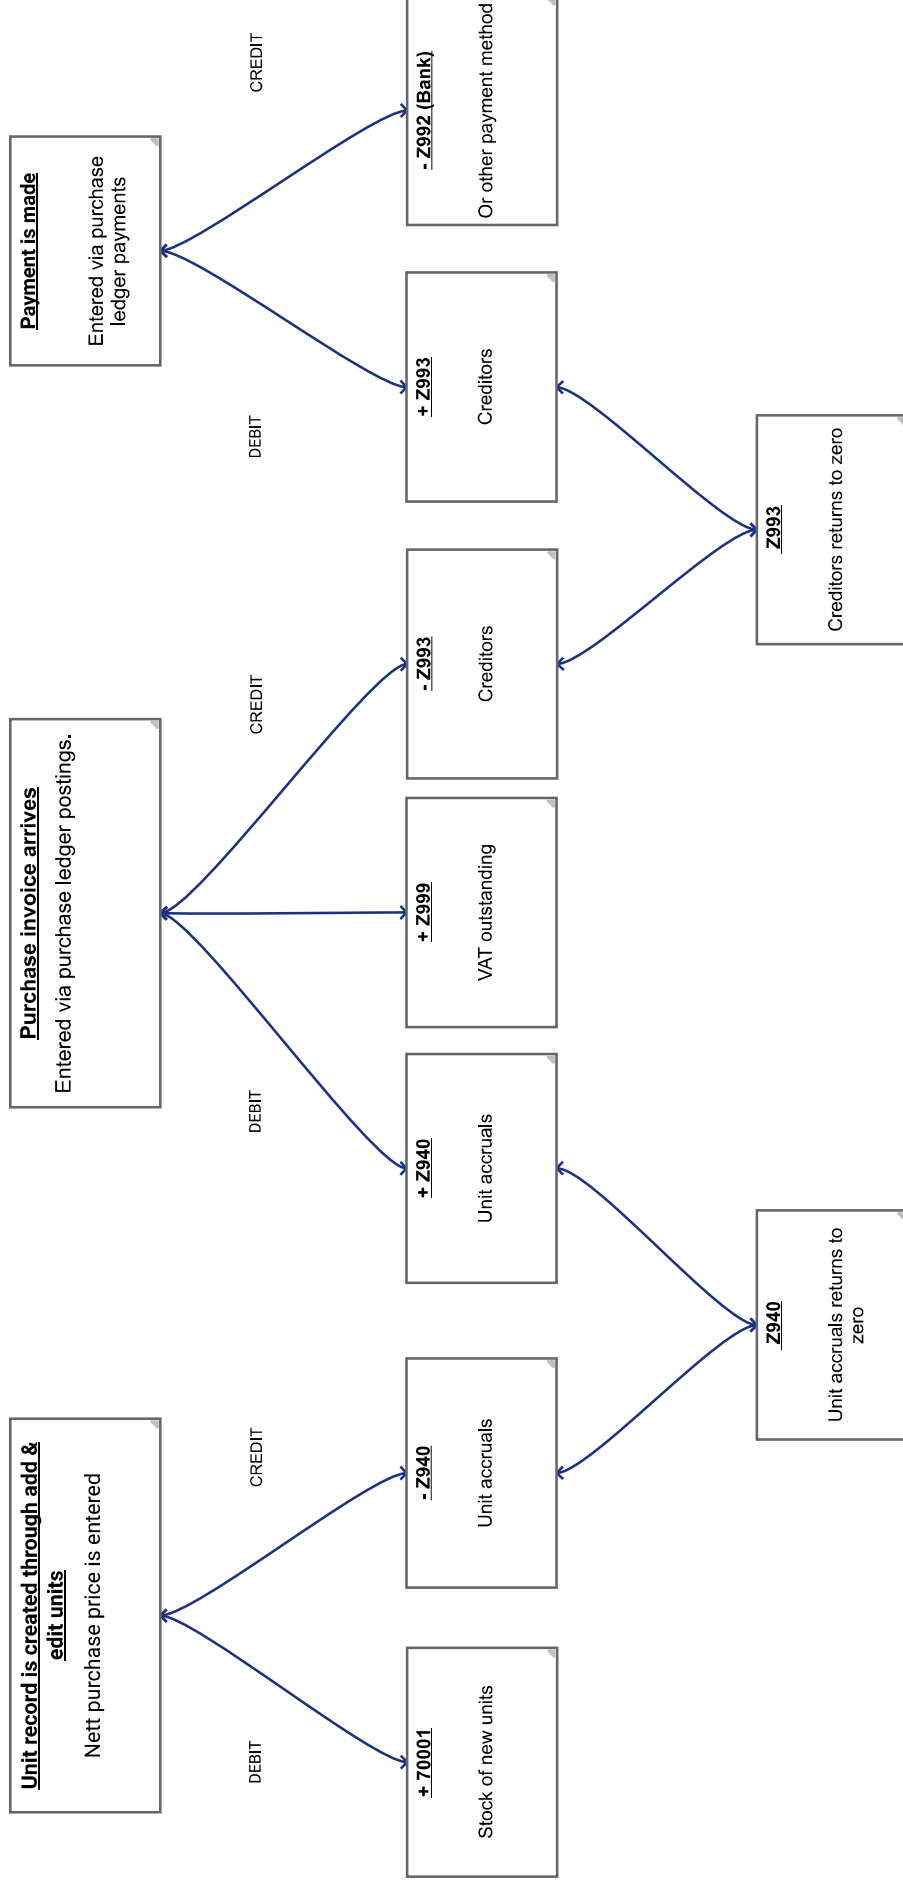 Unit record is created through add &
edit units
Nett purchase price is entered
Purchase invoice arrives
Entered via purchase ledger postings.
Payment is made
Entered via purchase
ledger payments
DEBIT
CREDIT
DEBIT
CREDIT
DEBIT
CREDIT
+ 70001
Stock of new units
- Z940
Unit accruals
+ Z940
Unit accruals
+ Z999
VAT outstanding
- Z993
Creditors
+ Z993
Creditors
- Z992 (Bank)
Or other payment method
Z940
Unit accruals returns to
zero
Z993
Creditors returns to zero